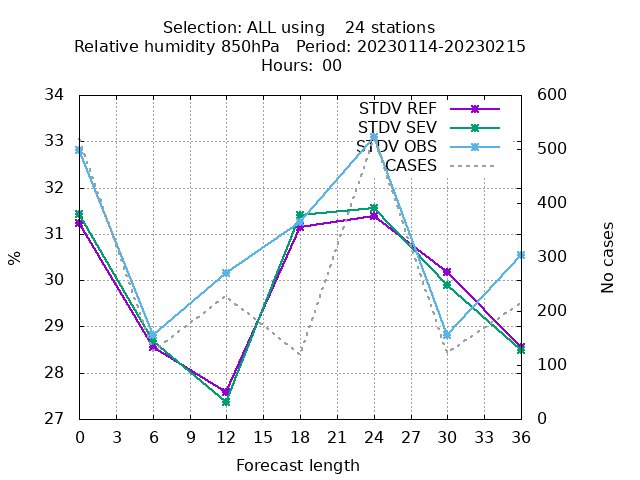 Selection: ALL using    24 stations
Relative humidity 850hPa   Period: 20230114-20230215
Hours: 00
34
33
32
31
30
29
28
27
%
600
500
400
300
200
100
0
No cases
STDV REF
STDV SEV
STDV OBS
CASES
0 3 6 9 12 15 18 21 24 27 30 33 36
Forecast length